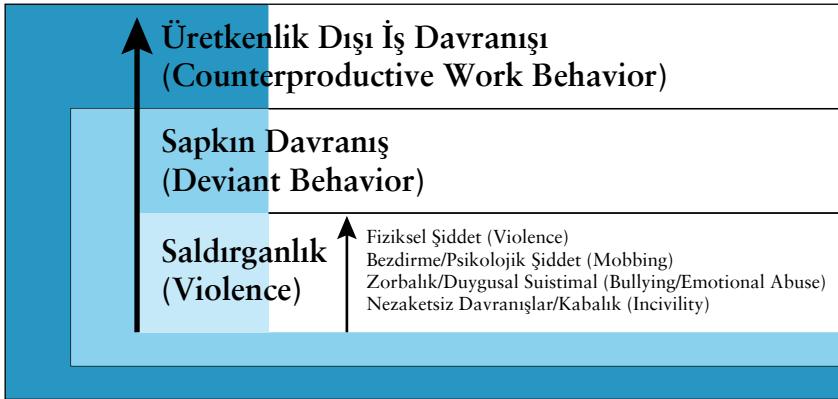 Üretkenlik Dışı İş Davranışı
(Counterproductive Work Behavior)
Sapkın Davranış
(Deviant Behavior)
Saldırganlık
(Violence)
Fiziksel Şiddet (Violence)
Bezdirme/Psikolojik Şiddet (Mobbing)
Zorbalık/Duygusal Suistimal (Bullying/Emotional Abuse)
Nezaketsiz Davranışlar/Kabalık (Incivility)